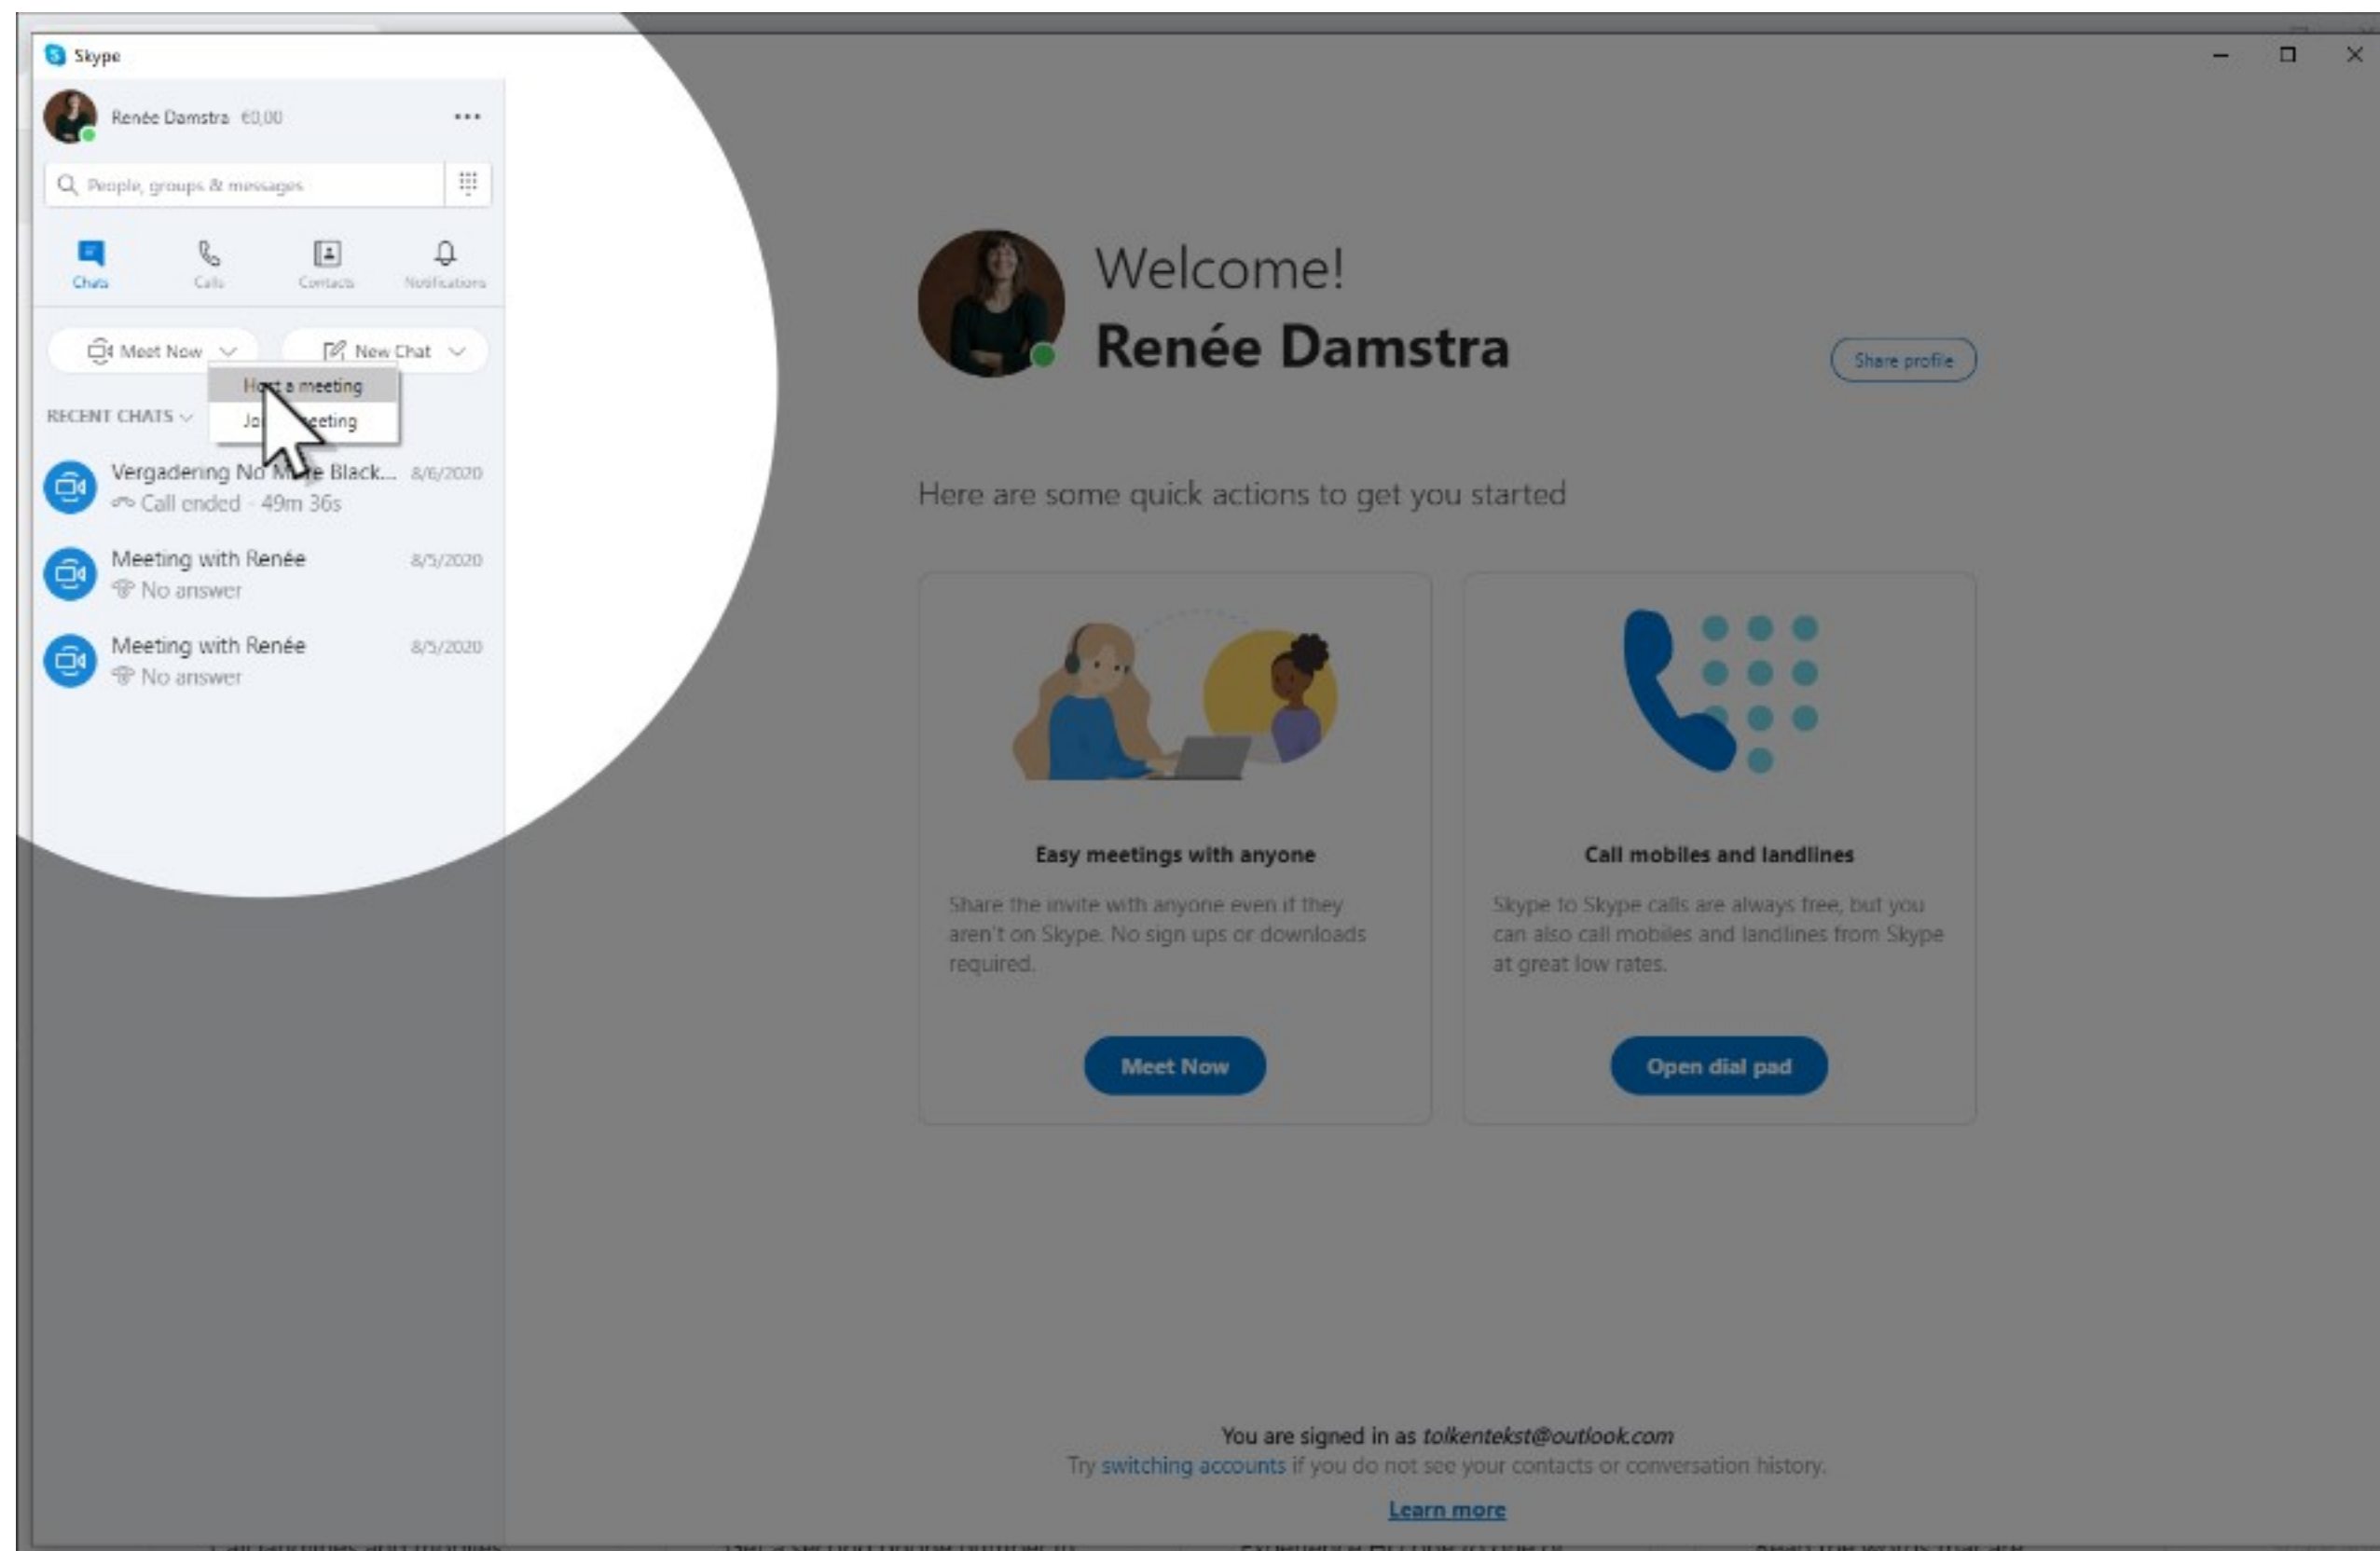 Skype
Renée Damstra €0,00
People, groups & messages
Chats
Calls
Contacts
Notifications
Meet Now
New Chat
Host a meeting
meeting
RECENT CHATS
Vergadering No More Black... 8/6/2020
Call ended - 49m 36s
Meeting with Renée 8/5/2020
No answer
Meeting with Renée 8/5/2020
No answer
Welcome!
Renée Damstra
Share profile
Here are some quick actions to get you started
Easy meetings with anyone
Share the invite with anyone even if they
aren't on Skype. No sign ups or downloads
required.
Meet Now
Call mobiles and landlines
Skype to Skype calls are always free, but you
can also call mobiles and landlines from Skype
at great low rates.
Open dial pad
You are signed in as tolkentekst@outlook.com
Try switching accounts if you do not see your contacts or conversation history.
Learn more